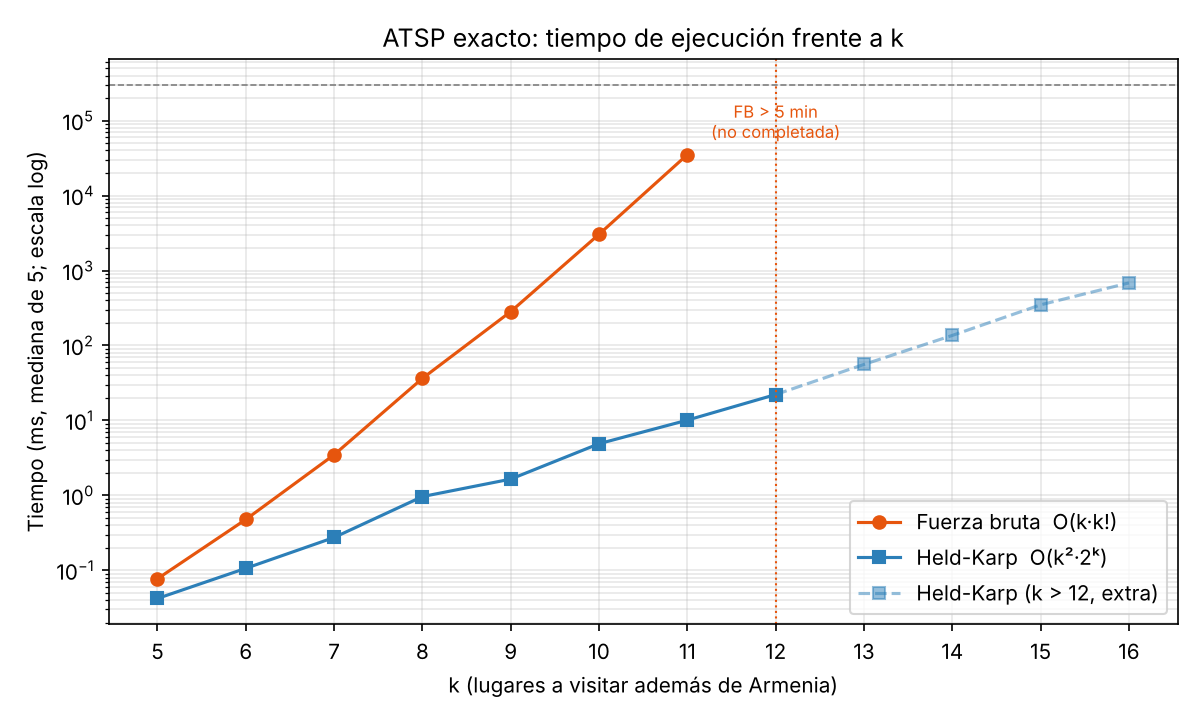 ATSP exacto: tiempo de ejecución frente a k
Tiempo (ms, mediana de 5; escala log)
10⁵
10⁴
10³
10²
10¹
10⁰
10⁻¹
FB > 5 min
(no completada)
Fuerza bruta O(k·k!)
Held-Karp O(k²·2ᵏ)
Held-Karp (k > 12, extra)
5 6 7 8 9 10 11 12 13 14 15 16
k (lugares a visitar además de Armenia)